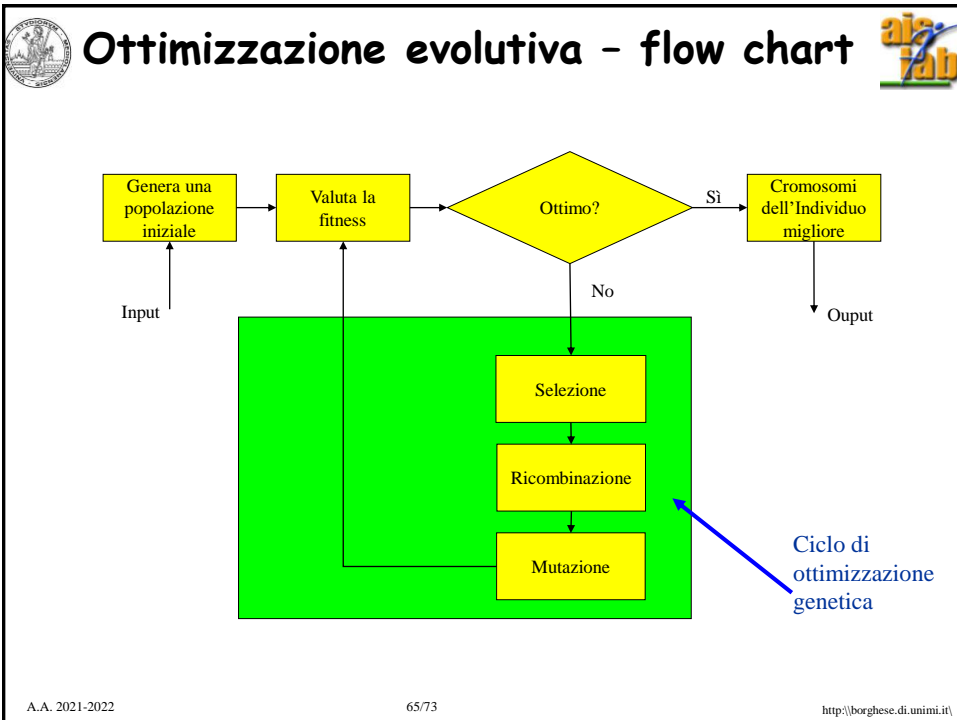 Ottimizzazione evolutiva – flow chart
Genera una
popolazione
iniziale
Valuta la
fitness
Ottimo?
Sì
Cromosomi
dell'Individuo
migliore
No
Input
Ouput
Selezione
Ricombinazione
Mutazione
Ciclo di
ottimizzazione
genetica
A.A. 2021-2022
65/73
http:\\borghese.di.unimi.it\